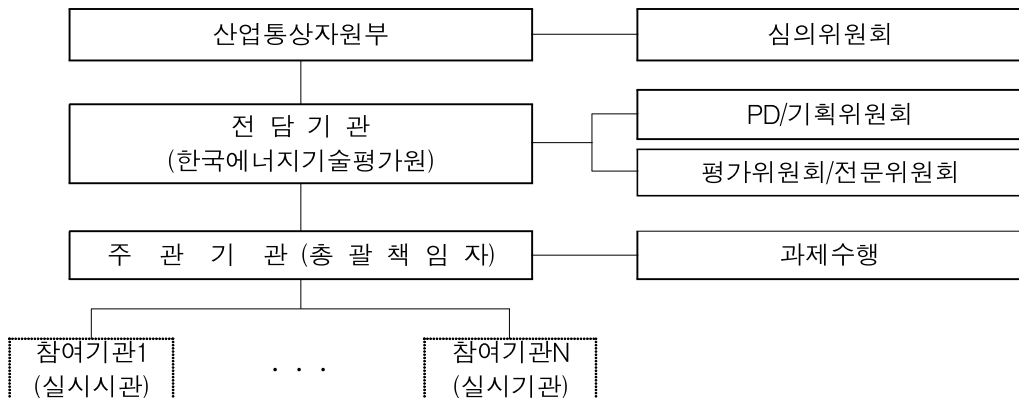 산업통상자원부
심의위원회
전 담 기 관
(한국에너지기술평가원)
PD/기획위원회
평가위원회/전문위원회
주 관 기 관 (총 괄 책 임 자)
과제수행
참여기관1
(실시시관)
· · ·
참여기관N
(실시기관)